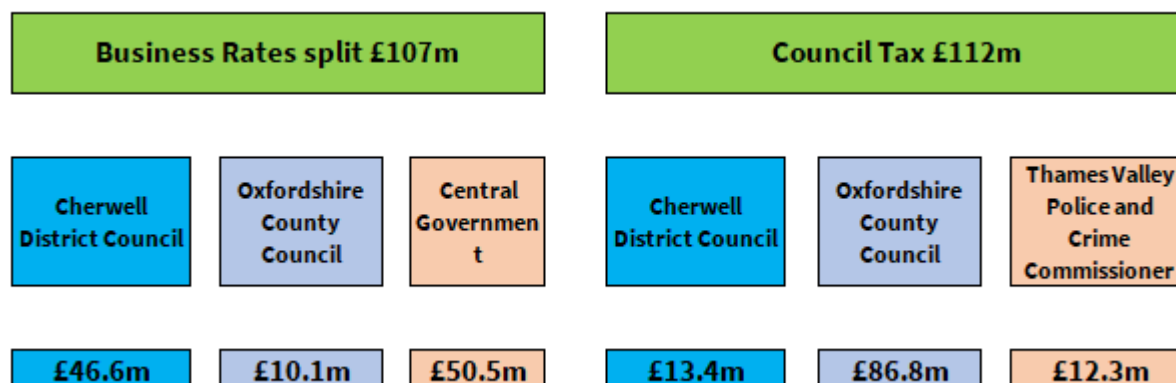 Business Rates split £107m
Council Tax £112m
Cherwell
District Council
Oxfordshire
County
Council
Central
Governmen
t
Cherwell
District Council
Oxfordshire
County
Council
Thames Valley
Police and
Crime
Commissioner
£46.6m
£10.1m
£50.5m
£13.4m
£86.8m
£12.3m